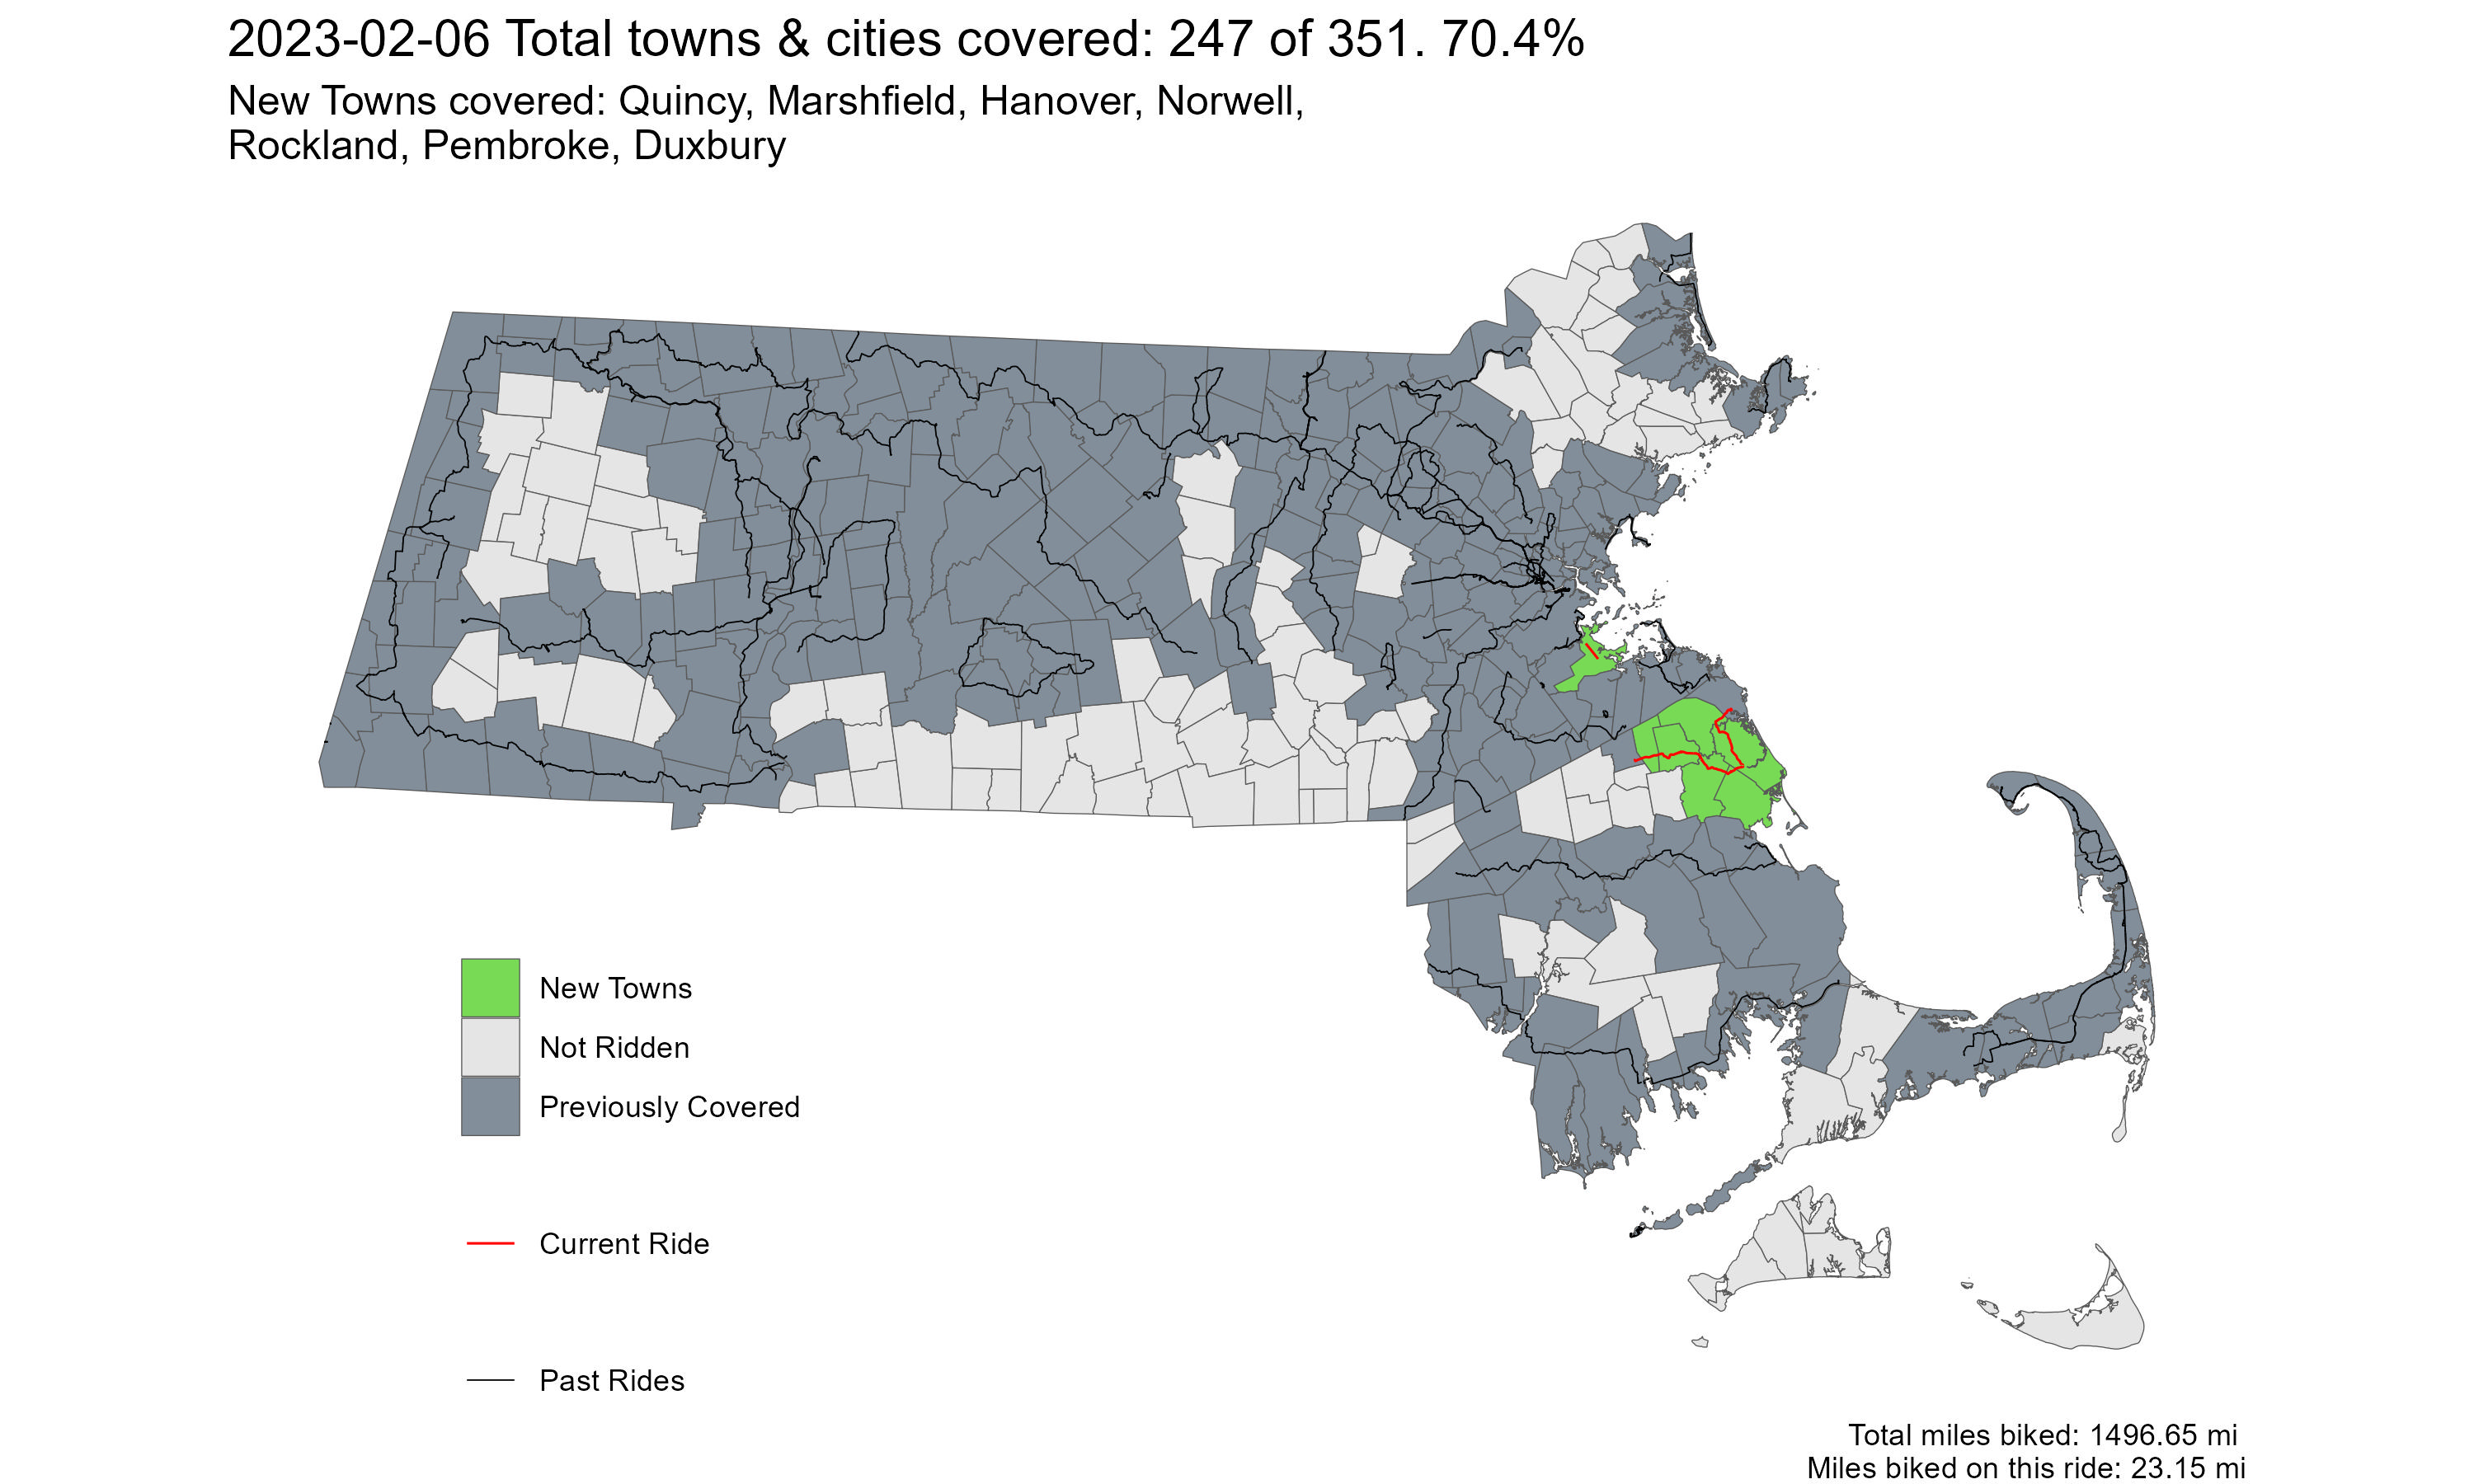 2023-02-06 Total towns & cities covered: 247 of 351. 70.4%
New Towns covered: Quincy, Marshfield, Hanover, Norwell,
Rockland, Pembroke, Duxbury
New Towns
Not Ridden
Previously Covered
Current Ride
Past Rides
Total miles biked: 1496.65 mi
Miles biked on this ride: 23.15 mi